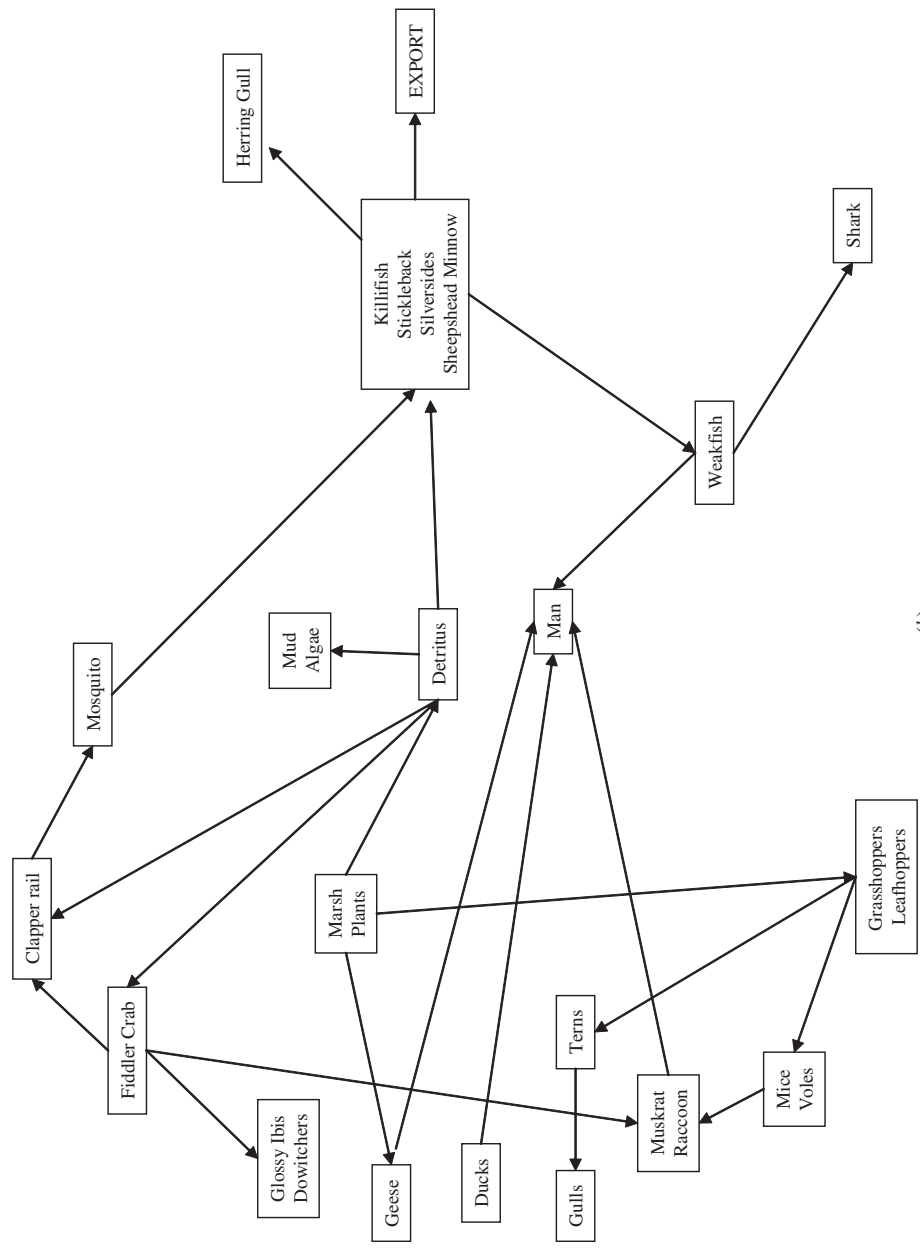 Herring Gull
EXPORT
Killifish
Stickleback
Silversides
Sheepshead Minnow
Shark
Weakfish
Mosquito
Mud
Algae
Detritus
Man
Clapper rail
Fiddler Crab
Marsh
Plants
Grasshoppers
Leafhoppers
Glossy Ibis
Dowitchers
Terns
Mice
Voles
Muskrat
Raccoon
Geese
Ducks
Gulls